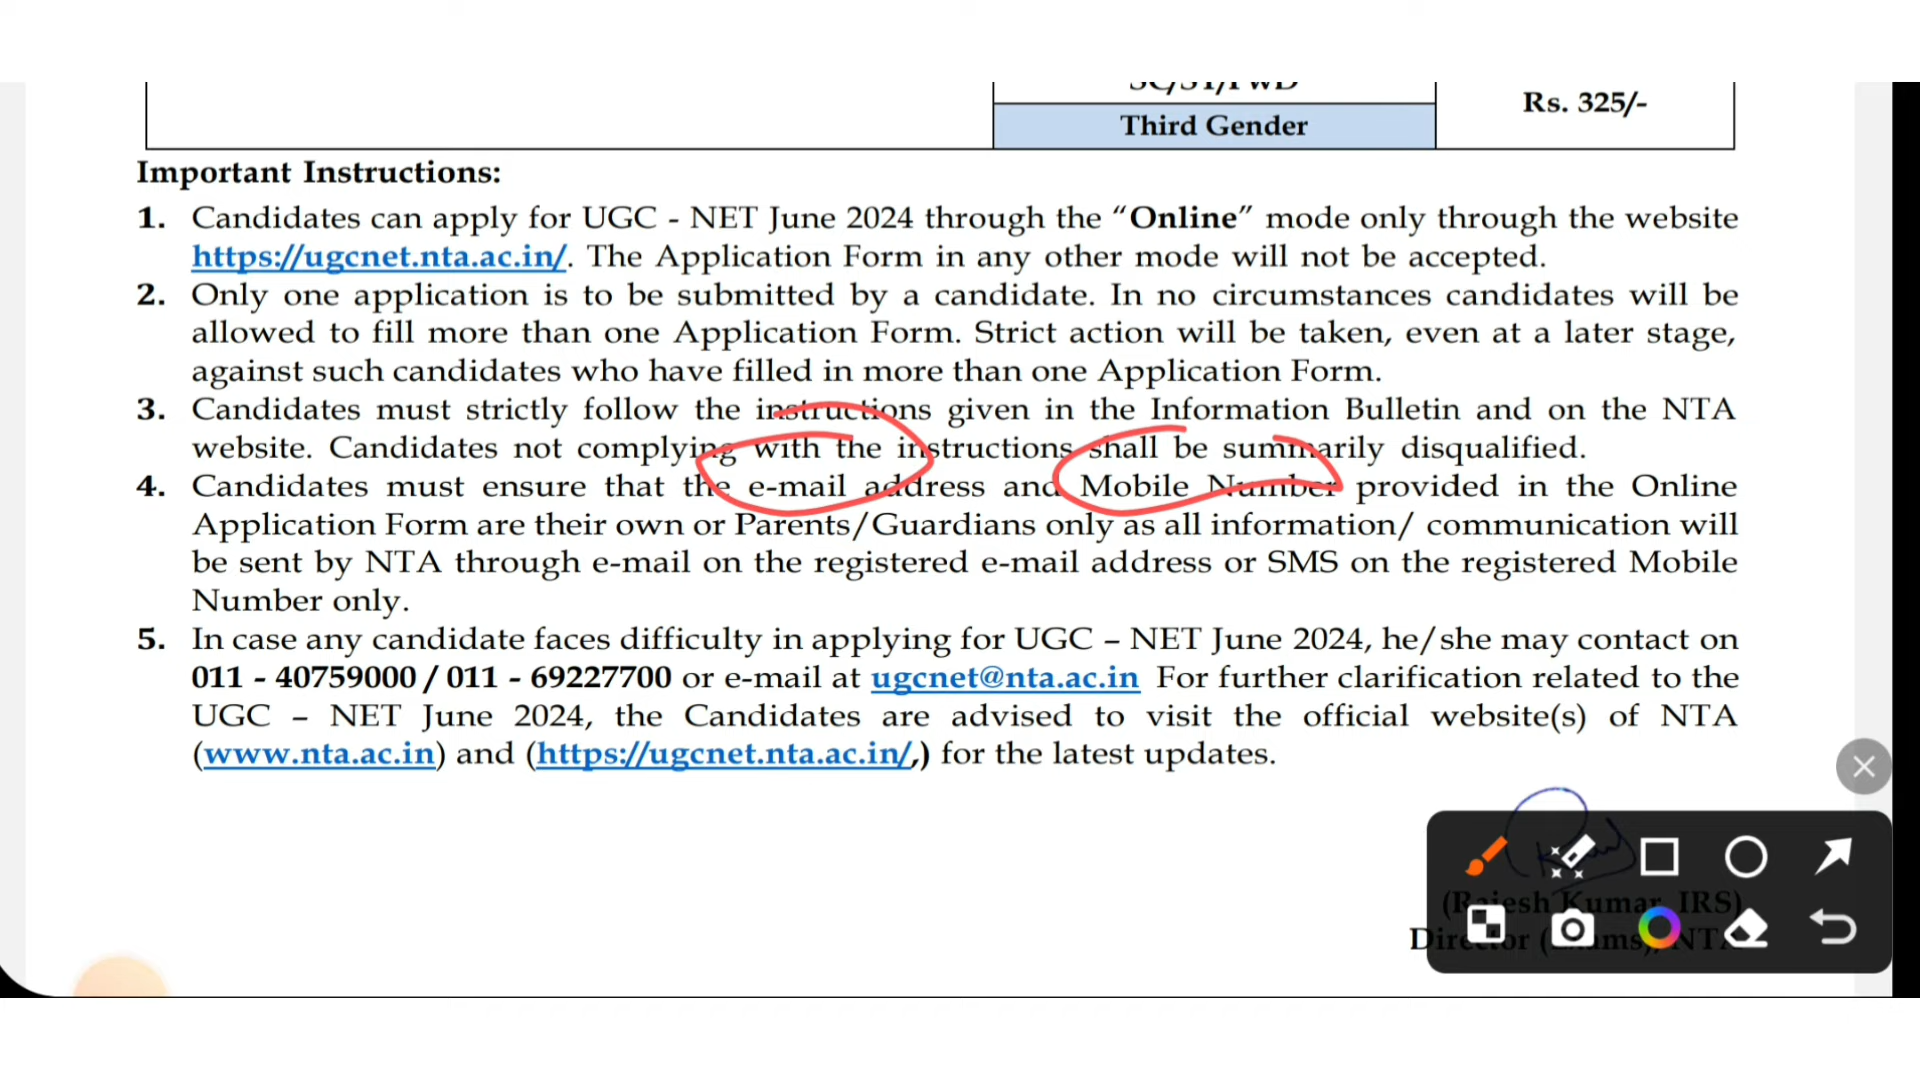 SC/ST/PWD
Rs. 325/-
Third Gender
Important Instructions:
1. Candidates can apply for UGC - NET June 2024 through the “Online” mode only through the website
https://ugcnet.nta.ac.in/. The Application Form in any other mode will not be accepted.
2. Only one application is to be submitted by a candidate. In no circumstances candidates will be
allowed to fill more than one Application Form. Strict action will be taken, even at a later stage,
against such candidates who have filled in more than one Application Form.
3. Candidates must strictly follow the instructions given in the Information Bulletin and on the NTA
website. Candidates not complying with the instructions shall be summarily disqualified.
4. Candidates must ensure that the e-mail address and Mobile Number provided in the Online
Application Form are their own or Parents/Guardians only as all information/ communication will
be sent by NTA through e-mail on the registered e-mail address or SMS on the registered Mobile
Number only.
5. In case any candidate faces difficulty in applying for UGC – NET June 2024, he/she may contact on
011 - 40759000 / 011 - 69227700 or e-mail at ugcnet@nta.ac.in For further clarification related to the
UGC – NET June 2024, the Candidates are advised to visit the official website(s) of NTA
(www.nta.ac.in) and (https://ugcnet.nta.ac.in/,) for the latest updates.
(Rajesh Kumar, IRS)
Director (Exams), NTA